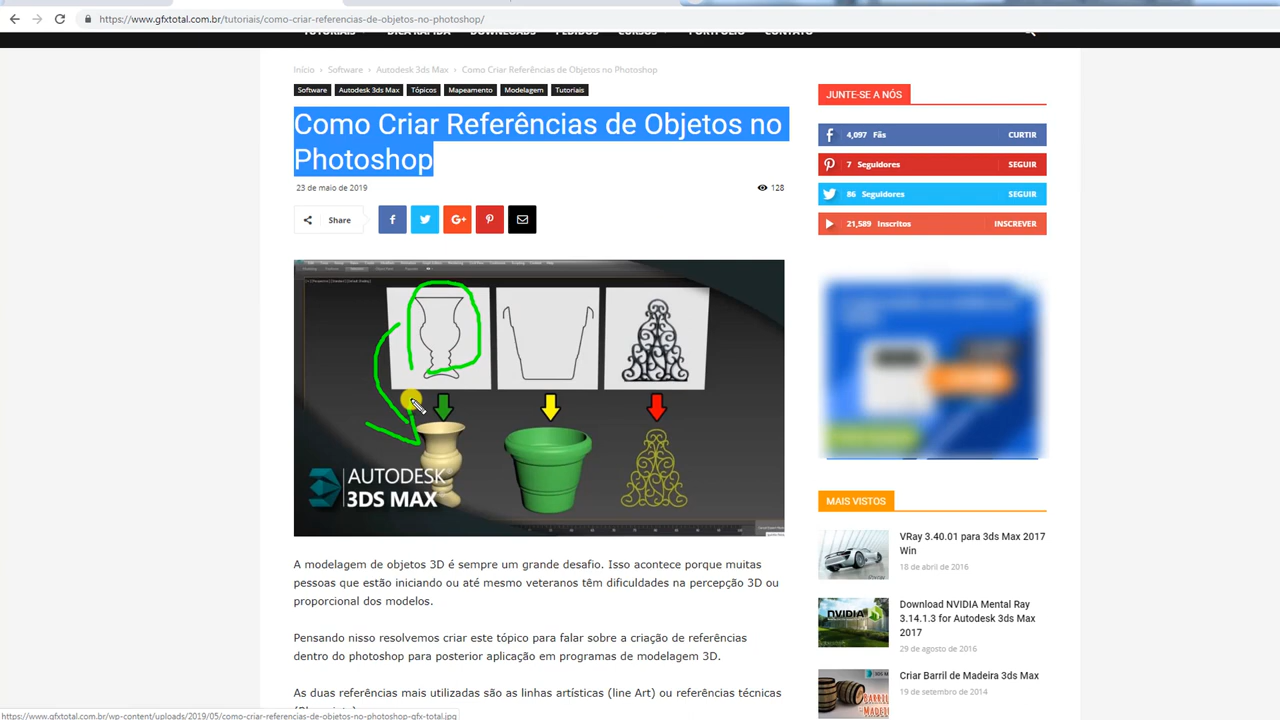 https://www.gfxtotal.com.br/tutoriais/como-criar-referencias-de-objetos-no-photoshop/
TUTORIAIS DICA RÁPIDA DOWNLOADS PEDIDOS CURSOS PORTFÓLIO CONTATO
Início › Software › Autodesk 3ds Max › Como Criar Referências de Objetos no Photoshop
Software Autodesk 3ds Max Tópicos Mapeamento Modelagem Tutoriais
Como Criar Referências de Objetos no
Photoshop
23 de maio de 2019 128
Share
AUTODESK
3DS MAX
A modelagem de objetos 3D é sempre um grande desafio. Isso acontece porque muitas
pessoas que estão iniciando ou até mesmo veteranos têm dificuldades na percepção 3D ou
proporcional dos modelos.
Pensando nisso resolvemos criar este tópico para falar sobre a criação de referências
dentro do photoshop para posterior aplicação em programas de modelagem 3D.
As duas referências mais utilizadas são as linhas artísticas (line Art) ou referências técnicas
JUNTE-SE A NÓS
4,097 Fãs CURTIR
7 Seguidores SEGUIR
86 Seguidores SEGUIR
21,589 Inscritos INSCREVER
MAIS VISTOS
VRay 3.40.01 para 3ds Max 2017
Win
18 de abril de 2016
Download NVIDIA Mental Ray
3.14.1.3 for Autodesk 3ds Max
2017
29 de agosto de 2016
Criar Barril de Madeira 3ds Max
19 de setembro de 2014
https://www.gfxtotal.com.br/wp-content/uploads/2019/05/como-criar-referencias-de-objetos-no-photoshop-gfx-total.jpg